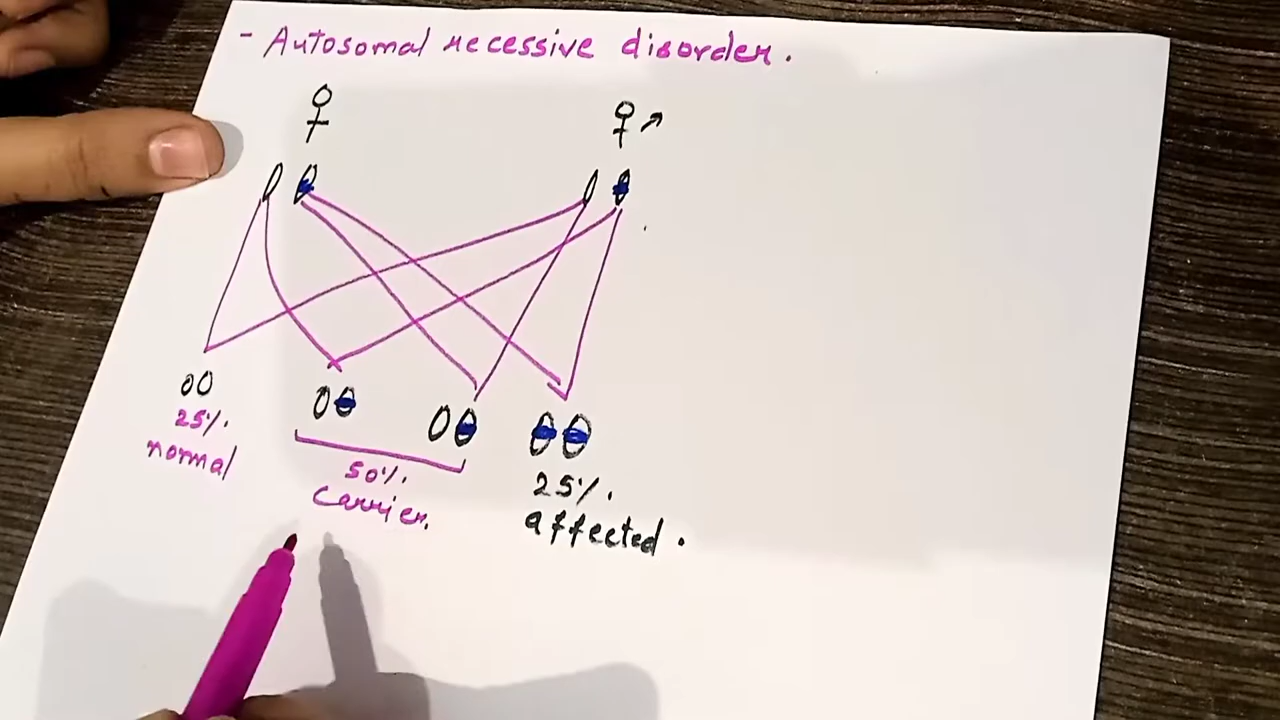 - Autosomal recessive disorder.
25%.
normal
50%.
Carrier.
25%.
affected.